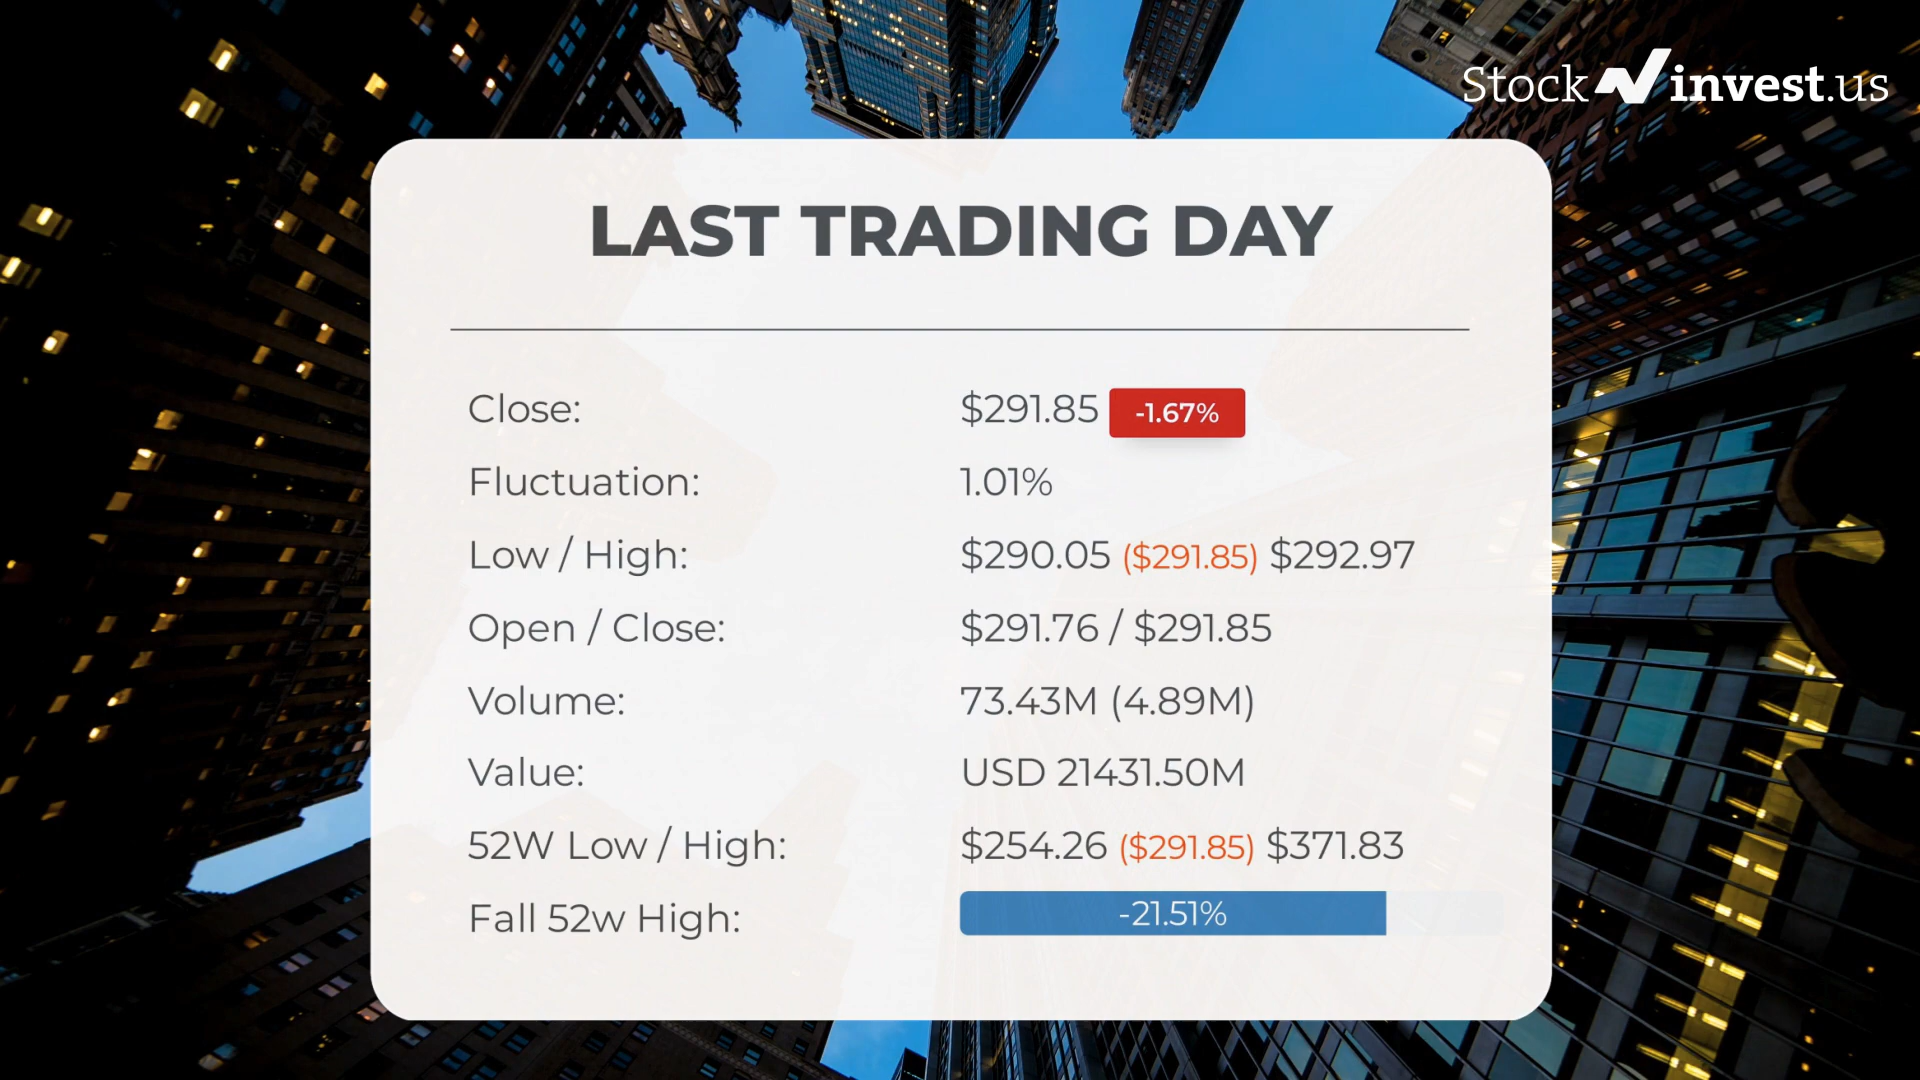 Stock invest.us
LAST TRADING DAY
Close: $291.85 -1.67%
Fluctuation: 1.01%
Low / High: $290.05 ($291.85) $292.97
Open / Close: $291.76 / $291.85
Volume: 73.43M (4.89M)
Value: USD 21431.50M
52W Low / High: $254.26 ($291.85) $371.83
Fall 52w High: -21.51%